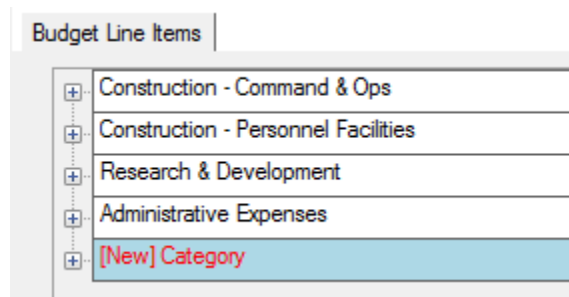 Budget Line Items
Construction - Command & Ops
Construction - Personnel Facilities
Research & Development
Administrative Expenses
[New] Category